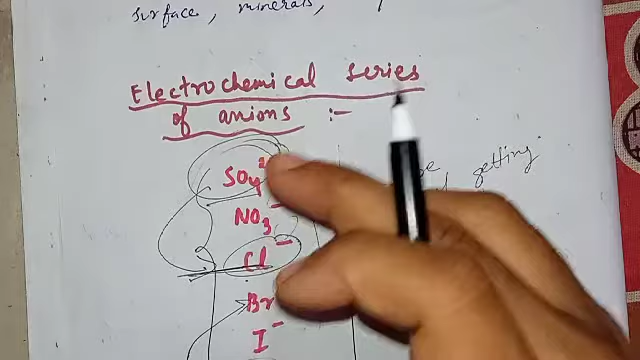 surface, minerals,
Electrochemical series
of anions :-
SO4
getting
NO3-
Cl-
Br
I-